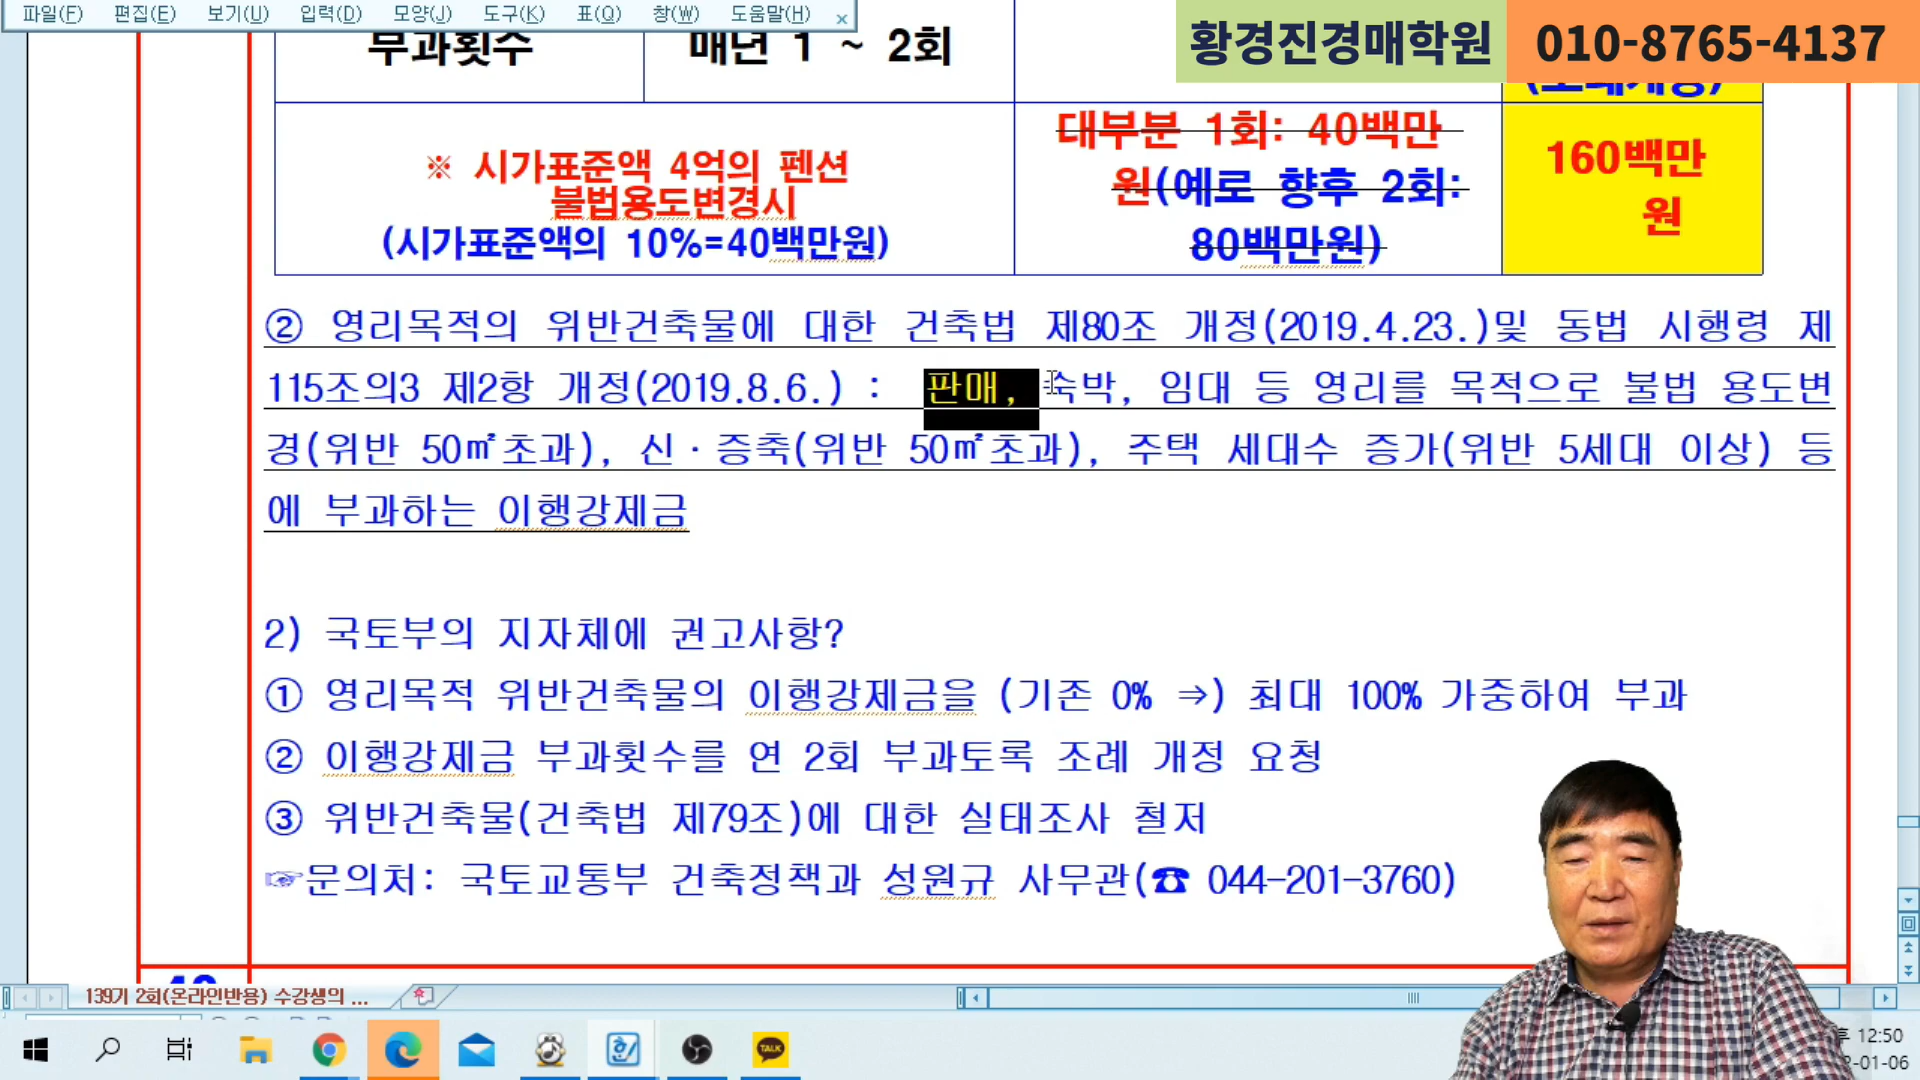 파일(F) 편집(E) 보기(U) 입력(D) 모양(J) 도구(K) 표(Q) 창(W) 도움말(H) x
황경진경매학원 010-8765-4137
부과횟수 매년 1 ~ 2회
(조례개정)
※ 시가표준액 4억의 펜션
불법용도변경시
(시가표준액의 10%=40백만원)
대부분 1회: 40백만
원(예로 향후 2회:
80백만원)
160백만
원
② 영리목적의 위반건축물에 대한 건축법 제80조 개정(2019.4.23.)및 동법 시행령 제
115조의3 제2항 개정(2019.8.6.) : 판매, 숙박, 임대 등 영리를 목적으로 불법 용도변
경(위반 50㎡초과), 신·증축(위반 50㎡초과), 주택 세대수 증가(위반 5세대 이상) 등
에 부과하는 이행강제금
2) 국토부의 지자체에 권고사항?
① 영리목적 위반건축물의 이행강제금을 (기존 0% ⇒) 최대 100% 가중하여 부과
② 이행강제금 부과횟수를 연 2회 부과토록 조례 개정 요청
③ 위반건축물(건축법 제79조)에 대한 실태조사 철저
☞문의처: 국토교통부 건축정책과 성원규 사무관(☎ 044-201-3760)
139기 2회(온라인반용) 수강생의 ...
TALK
12:50
-01-06